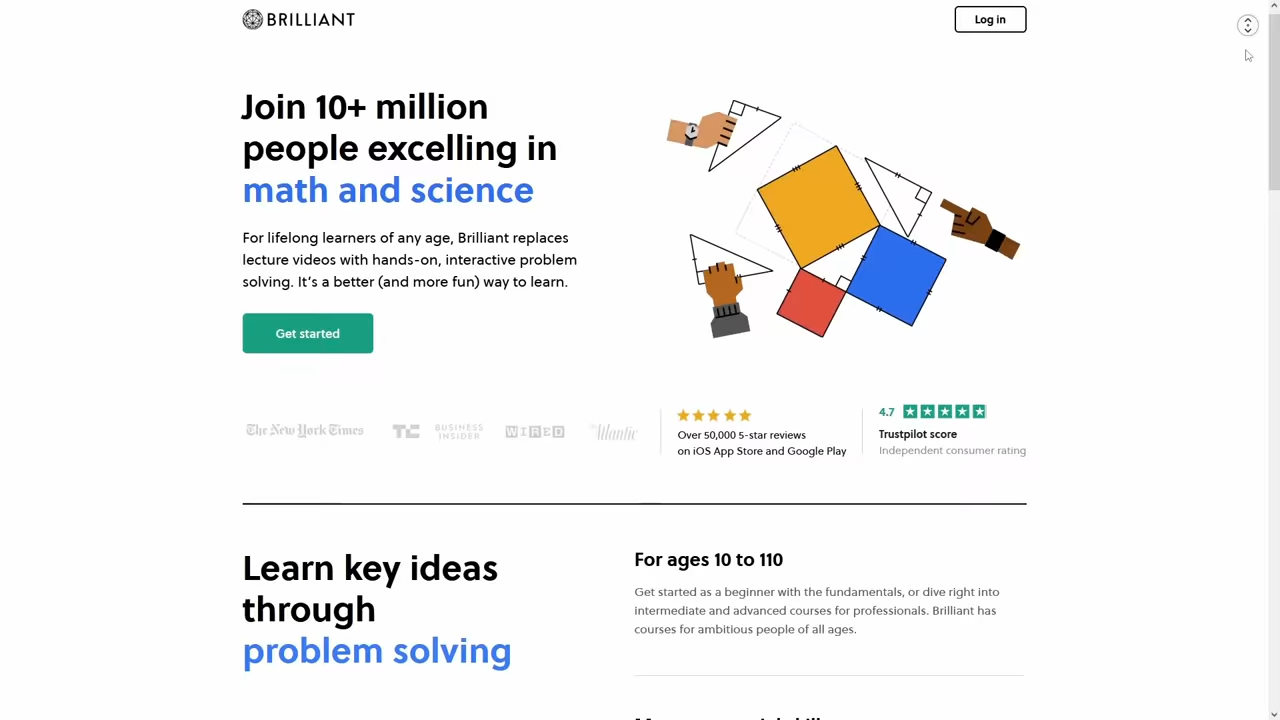 BRILLIANT
Log in
Join 10+ million
people excelling in
math and science
For lifelong learners of any age, Brilliant replaces
lecture videos with hands-on, interactive problem
solving. It's a better (and more fun) way to learn.
Get started
The New York Times
TC
BUSINESS
INSIDER
WIRED
The Atlantic
Over 50,000 5-star reviews
on iOS App Store and Google Play
4.7
Trustpilot score
Independent consumer rating
Learn key ideas
through
problem solving
For ages 10 to 110
Get started as a beginner with the fundamentals, or dive right into
intermediate and advanced courses for professionals. Brilliant has
courses for ambitious people of all ages.